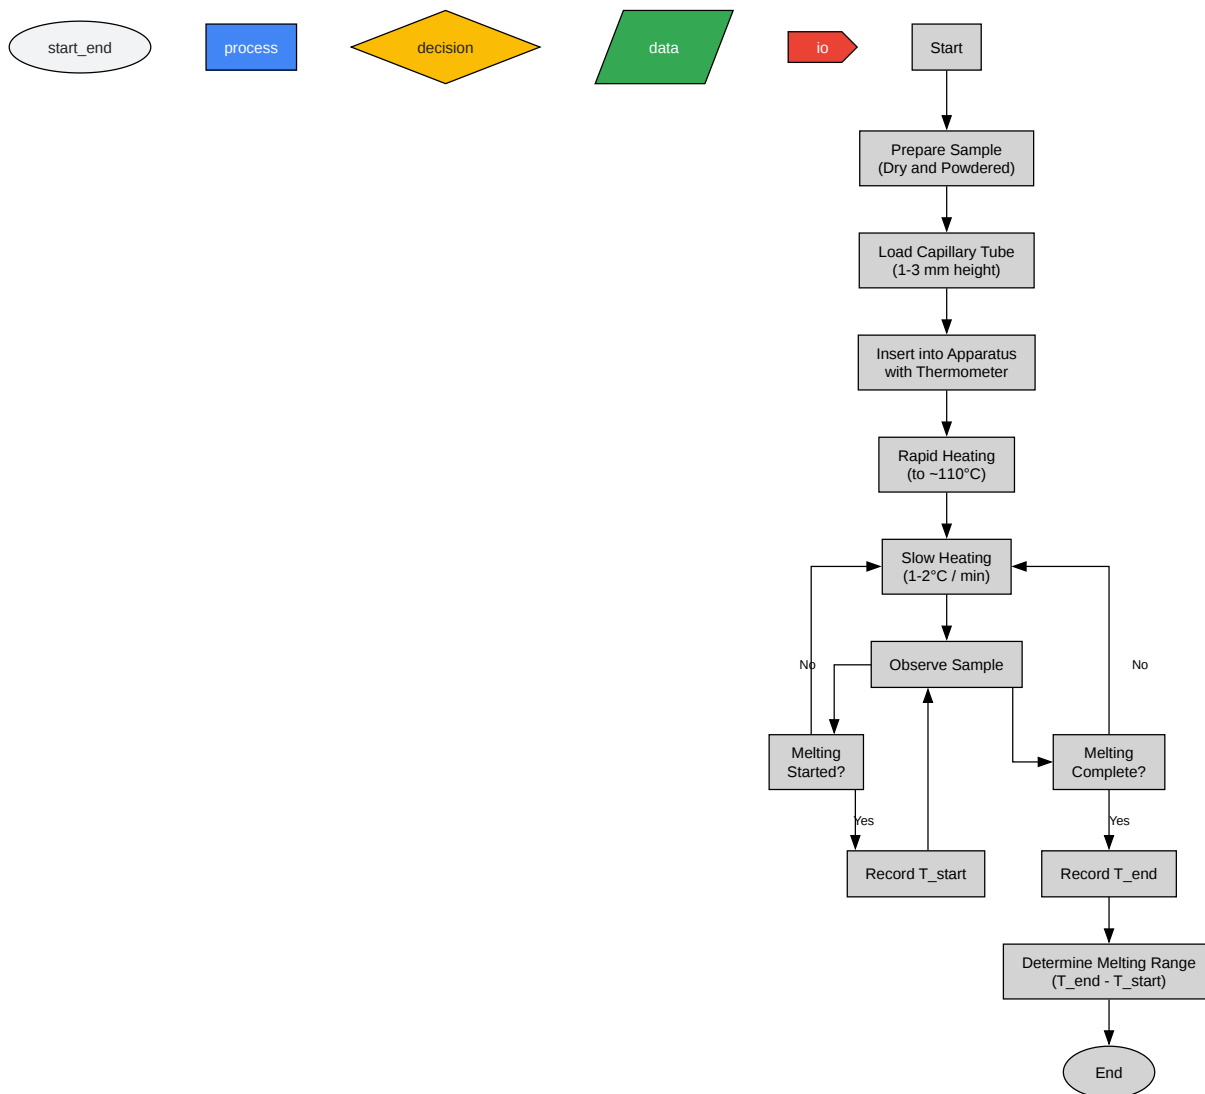 start_end
process
decision
data
io
Start
Prepare Sample
(Dry and Powdered)
Load Capillary Tube
(1-3 mm height)
Insert into Apparatus
with Thermometer
Rapid Heating
(to ~110°C)
Slow Heating
(1-2°C / min)
No
Observe Sample
No
Melting
Started?
Melting
Complete?
Yes
Yes
Record T_start
Record T_end
Determine Melting Range
(T_end - T_start)
End